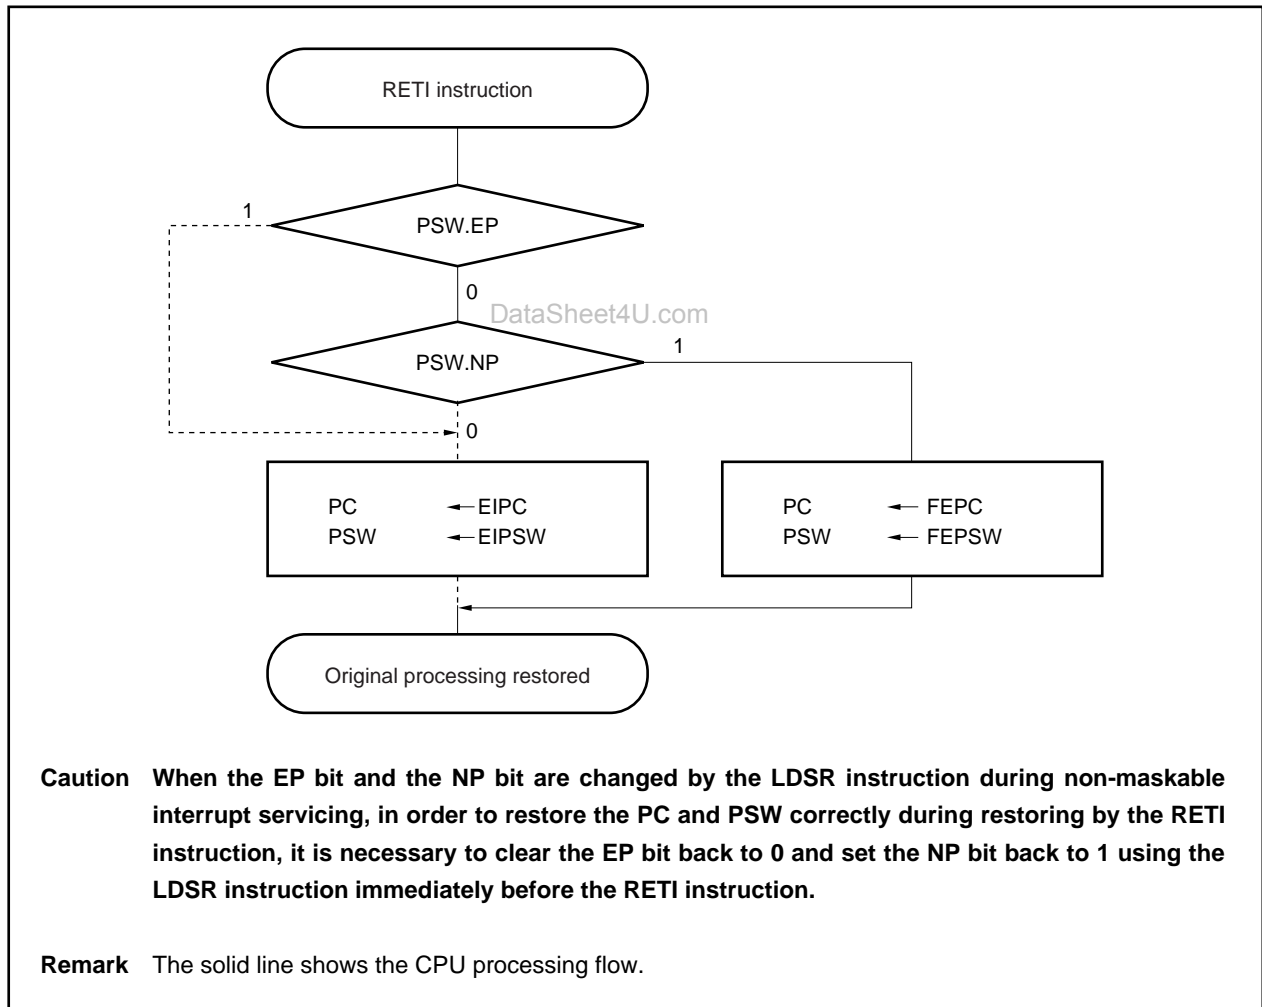 RETI instruction
1
PSW.EP
0
DataSheet4U.com
1
PSW.NP
0
PC ← EIPC
PSW ← EIPSW
PC ← FEPC
PSW ← FEPSW
Original processing restored
Caution When the EP bit and the NP bit are changed by the LDSR instruction during non-maskable
interrupt servicing, in order to restore the PC and PSW correctly during restoring by the RETI
instruction, it is necessary to clear the EP bit back to 0 and set the NP bit back to 1 using the
LDSR instruction immediately before the RETI instruction.
Remark The solid line shows the CPU processing flow.